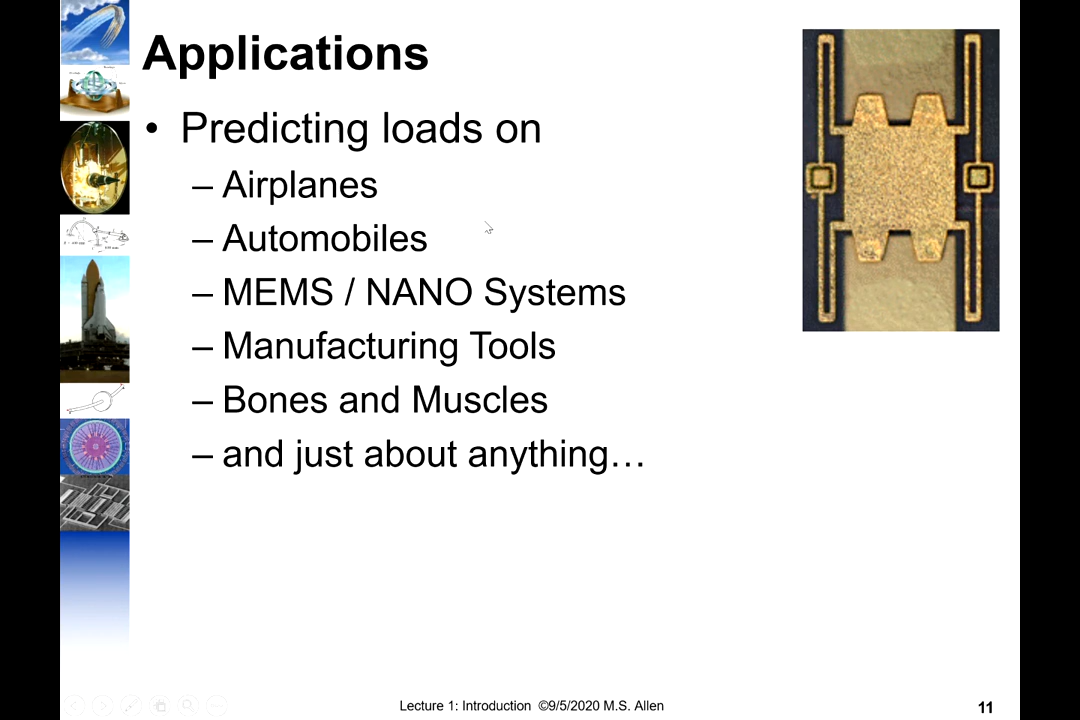 Applications
• Predicting loads on
– Airplanes
– Automobiles
– MEMS / NANO Systems
– Manufacturing Tools
– Bones and Muscles
– and just about anything…
Lecture 1: Introduction ©9/5/2020 M.S. Allen
11